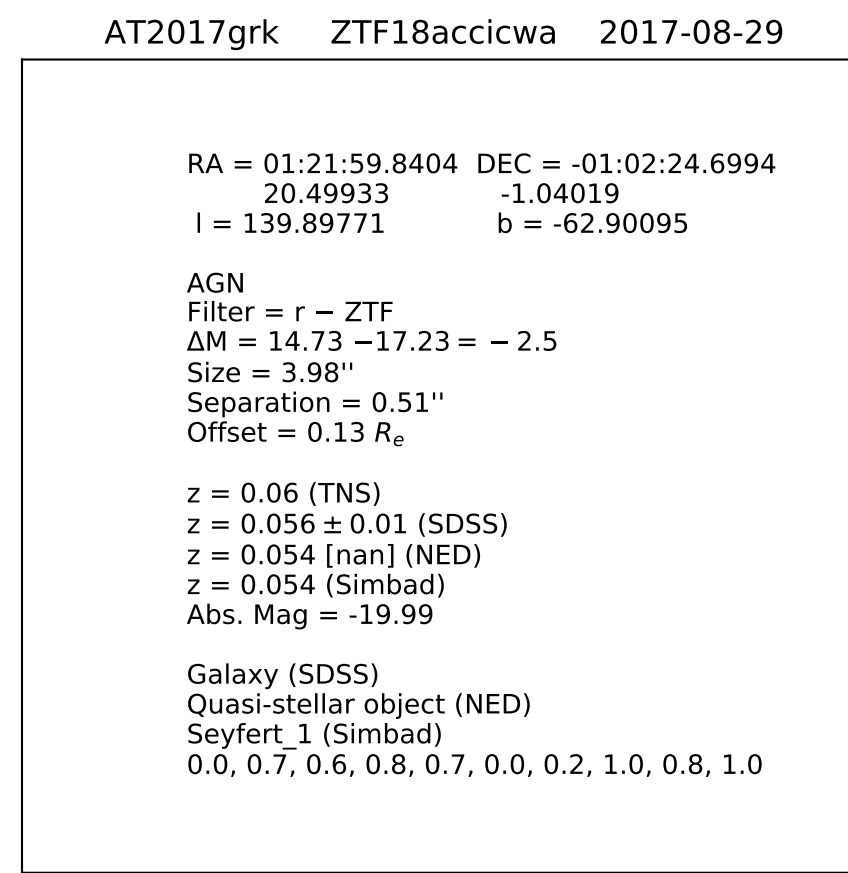 AT2017grk ZTF18accicwa 2017-08-29
RA = 01:21:59.8404 DEC = -01:02:24.6994
20.49933 -1.04019
l = 139.89771 b = -62.90095
AGN
Filter = r − ZTF
ΔM = 14.73 −17.23 = − 2.5
Size = 3.98''
Separation = 0.51''
Offset = 0.13 Rₑ
z = 0.06 (TNS)
z = 0.056 ± 0.01 (SDSS)
z = 0.054 [nan] (NED)
z = 0.054 (Simbad)
Abs. Mag = -19.99
Galaxy (SDSS)
Quasi-stellar object (NED)
Seyfert_1 (Simbad)
0.0, 0.7, 0.6, 0.8, 0.7, 0.0, 0.2, 1.0, 0.8, 1.0